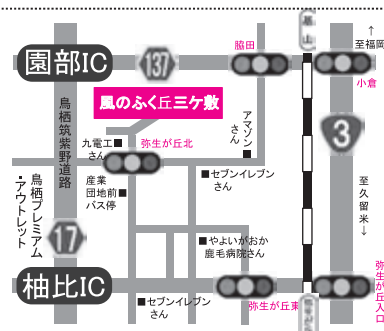 基山
↑
至福岡
脇田
園部IC
137
小倉
風のふく丘三ケ敷
鳥栖筑紫野道路
アマゾン
さん
3
九電工
さん
弥生が丘北
産業
団地前
バス停
セブンイレブン
さん
至久留米↓
鳥栖プレミアム
・アウトレット
17
やよいがおか
鹿毛病院さん
柚比IC
弥生が丘入口
セブンイレブン
さん
弥生が丘東